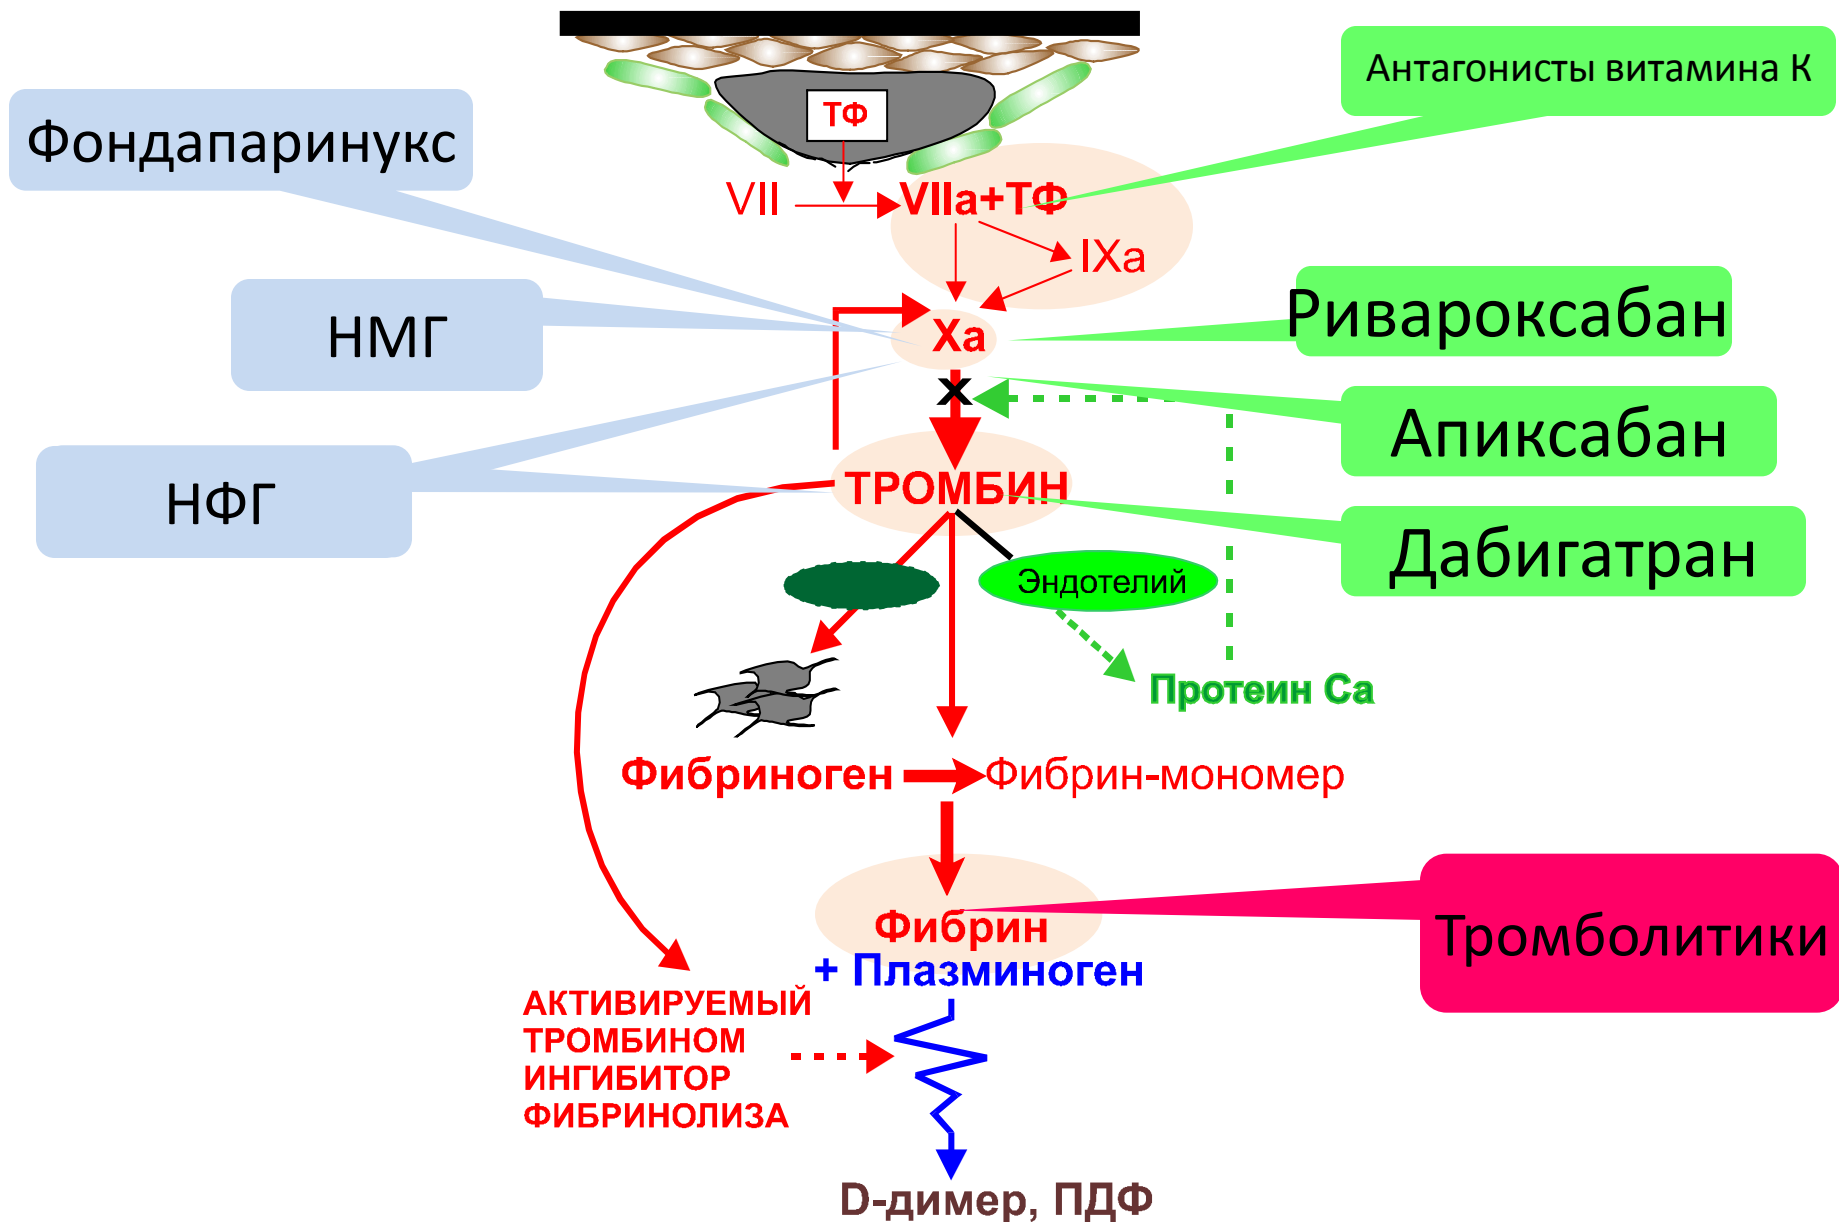 Антагонисты витамина К
ТФ
Фондапаринукс
VII
VIIa+ТФ
IXa
НМГ
Ривароксабан
Xa
Апиксабан
НФГ
ТРОМБИН
Дабигатран
Эндотелий
Протеин Са
Фибриноген
Фибрин-мономер
Фибрин
Тромболитики
+ Плазминоген
АКТИВИРУЕМЫЙ
ТРОМБИНОМ
ИНГИБИТОР
ФИБРИНОЛИЗА
D-димер, ПДФ